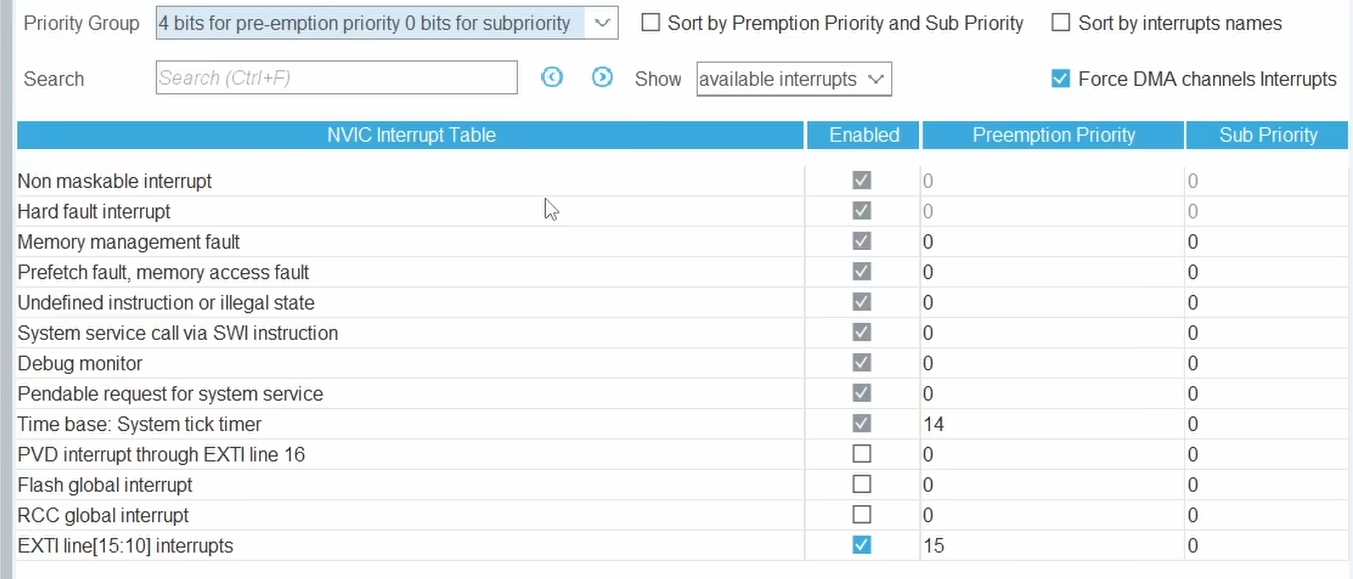 Priority Group 4 bits for pre-emption priority 0 bits for subpriority Sort by Premption Priority and Sub Priority Sort by interrupts names
Search Search (Ctrl+F) Show available interrupts Force DMA channels Interrupts
NVIC Interrupt Table Enabled Preemption Priority Sub Priority
Non maskable interrupt 0 0
Hard fault interrupt 0 0
Memory management fault 0 0
Prefetch fault, memory access fault 0 0
Undefined instruction or illegal state 0 0
System service call via SWI instruction 0 0
Debug monitor 0 0
Pendable request for system service 0 0
Time base: System tick timer 14 0
PVD interrupt through EXTI line 16 0 0
Flash global interrupt 0 0
RCC global interrupt 0 0
EXTI line[15:10] interrupts 15 0